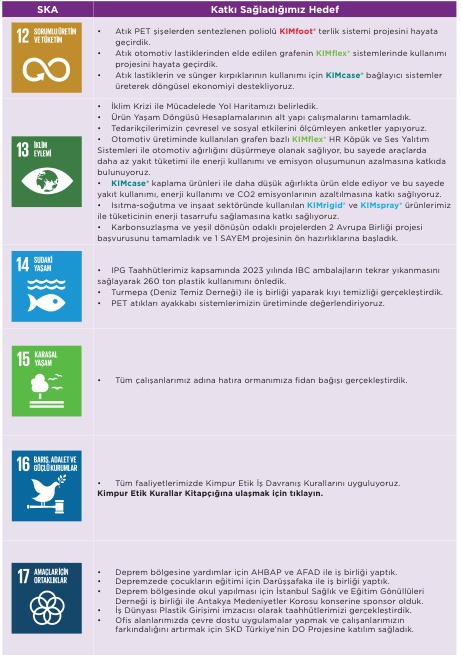 SKA
Katkı Sağladığımız Hedef
12 SORUMLU ÜRETİM
VE TÜKETİM
• Atık PET şişelerden sentezlenen poliolü KIMfoot® terlik sistemi projesini hayata
geçirdik.
• Atık otomotiv lastiklerinden elde edilen grafenin KIMflex® sistemlerinde kullanımı
projesini hayata geçirdik.
• Atık lastiklerin ve sünger kırpıklarının kullanımı için KIMcase® bağlayıcı sistemler
üreterek döngüsel ekonomiyi destekliyoruz.
13 İKLİM
EYLEMİ
• İklim Krizi ile Mücadelede Yol Haritamızı belirledik.
• Ürün Yaşam Döngüsü Hesaplamalarının alt yapı çalışmalarını tamamladık.
• Tedarikçilerimizin çevresel ve sosyal etkilerini ölçümleyen anketler yapıyoruz.
• Otomotiv üretiminde kullanılan grafen bazlı KIMflex® HR Köpük ve Ses Yalıtım
Sistemleri ile otomotiv ağırlığını düşürmeye olanak sağlıyor, bu sayede araçlarda
daha az yakıt tüketimi ile enerji kullanımı ve emisyon oluşumunun azalmasına katkıda
bulunuyoruz.
• KIMcase® kaplama ürünleri ile daha düşük ağırlıkta ürün elde ediyor ve bu sayede
yakıt kullanımı, enerji kullanımı ve CO2 emisyonlarının azaltılmasına katkı sağlıyoruz.
• Isıtma-soğutma ve inşaat sektöründe kullanılan KIMrigid® ve KIMspray® ürünlerimiz
ile tüketicinin enerji tasarrufu sağlamasına katkı sağlıyoruz.
• Karbonsuzlaşma ve yeşil dönüşün odaklı projelerden 2 Avrupa Birliği projesi
başvurusunu tamamladık ve 1 SAYEM projesinin ön hazırlıklarına başladık.
14 SUDAKİ
YAŞAM
• IPG Taahhütlerimiz kapsamında 2023 yılında IBC ambalajların tekrar yıkanmasını
sağlayarak 260 ton plastik kullanımını önledik.
• Turmepa (Deniz Temiz Derneği) ile iş birliği yaparak kıyı temizliği gerçekleştirdik.
• PET atıkları ayakkabı sistemlerimizin üretiminde değerlendiriyoruz.
15 KARASAL
YAŞAM
• Tüm çalışanlarımız adına hatıra ormanımıza fidan bağışı gerçekleştirdik.
16 BARIŞ, ADALET VE
GÜÇLÜ KURUMLAR
• Tüm faaliyetlerimizde Kimpur Etik İş Davranış Kurallarını uyguluyoruz.
Kimpur Etik Kurallar Kitapçığına ulaşmak için tıklayın.
17 AMAÇLAR İÇİN
ORTAKLIKLAR
• Deprem bölgesine yardımlar için AHBAP ve AFAD ile iş birliği yaptık.
• Depremzede çocukların eğitimi için Darüşşafaka ile iş birliği yaptık.
• Deprem bölgesinde okul yapılması için İstanbul Sağlık ve Eğitim Gönüllüleri
Derneği iş birliği ile Antakya Medeniyetler Korosu konserine sponsor olduk.
• İş Dünyası Plastik Girişimi imzacısı olarak taahhütlerimizi gerçekleştirdik.
• Ofis alanlarımızda çevre dostu uygulamalar yapmak ve çalışanlarımızın
farkındalığını artırmak için SKD Türkiye'nin DO Projesine katılım sağladık.